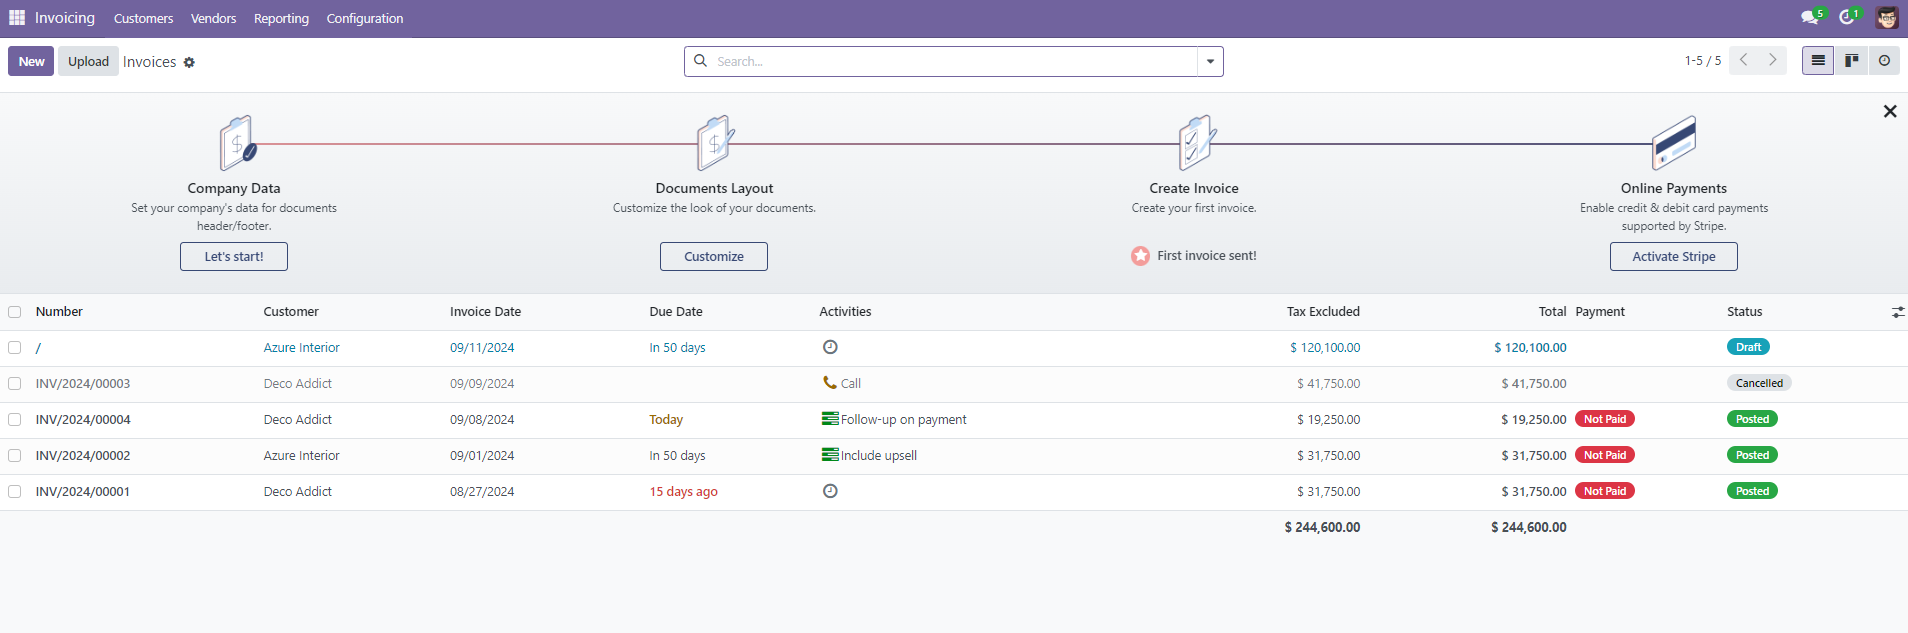 Invoicing Customers Vendors Reporting Configuration 5 1
New Upload Invoices Search... 1-5 / 5
Company Data
Set your company's data for documents
header/footer.
Let's start!
Documents Layout
Customize the look of your documents.
Customize
Create Invoice
Create your first invoice.
First invoice sent!
Online Payments
Enable credit & debit card payments
supported by Stripe.
Activate Stripe
Number Customer Invoice Date Due Date Activities Tax Excluded Total Payment Status
/ Azure Interior 09/11/2024 In 50 days $ 120,100.00 $ 120,100.00 Draft
INV/2024/00003 Deco Addict 09/09/2024 Call $ 41,750.00 $ 41,750.00 Cancelled
INV/2024/00004 Deco Addict 09/08/2024 Today Follow-up on payment $ 19,250.00 $ 19,250.00 Not Paid Posted
INV/2024/00002 Azure Interior 09/01/2024 In 50 days Include upsell $ 31,750.00 $ 31,750.00 Not Paid Posted
INV/2024/00001 Deco Addict 08/27/2024 15 days ago $ 31,750.00 $ 31,750.00 Not Paid Posted
$ 244,600.00 $ 244,600.00